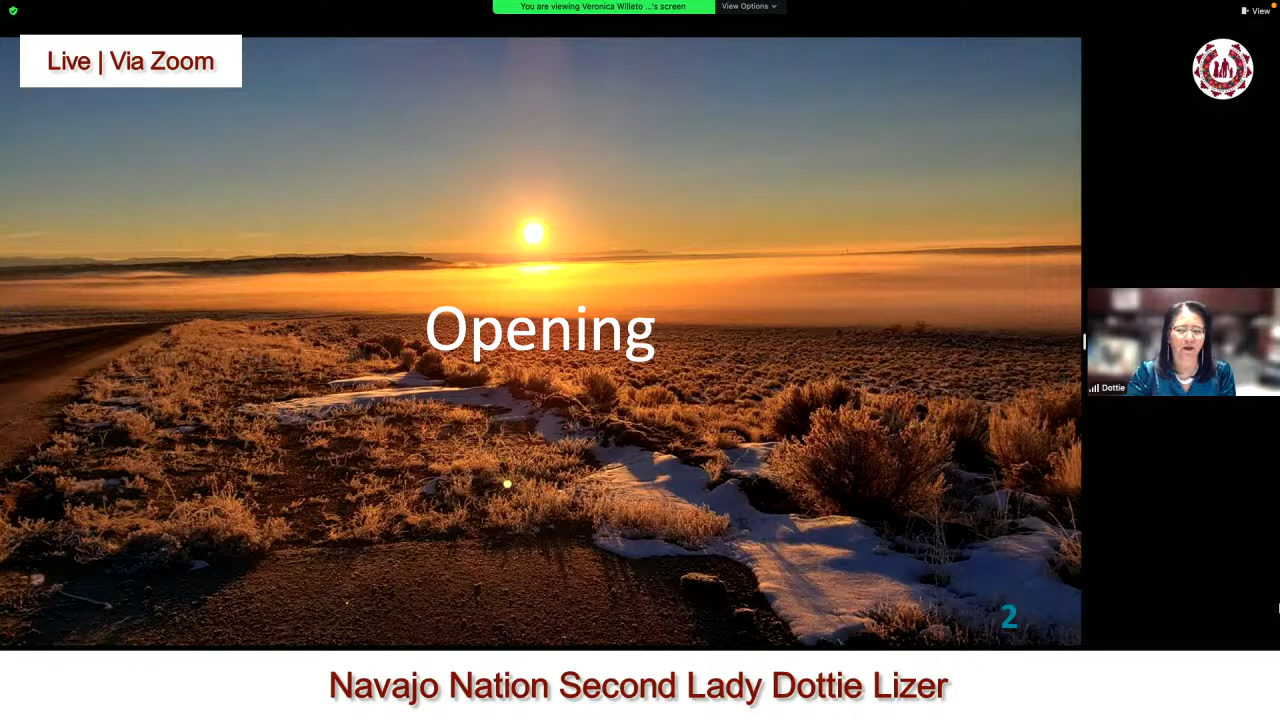 You are viewing Veronica Willeto ...'s screen
View Options
View
Live | Via Zoom
Opening
Dottie
2
Navajo Nation Second Lady Dottie Lizer